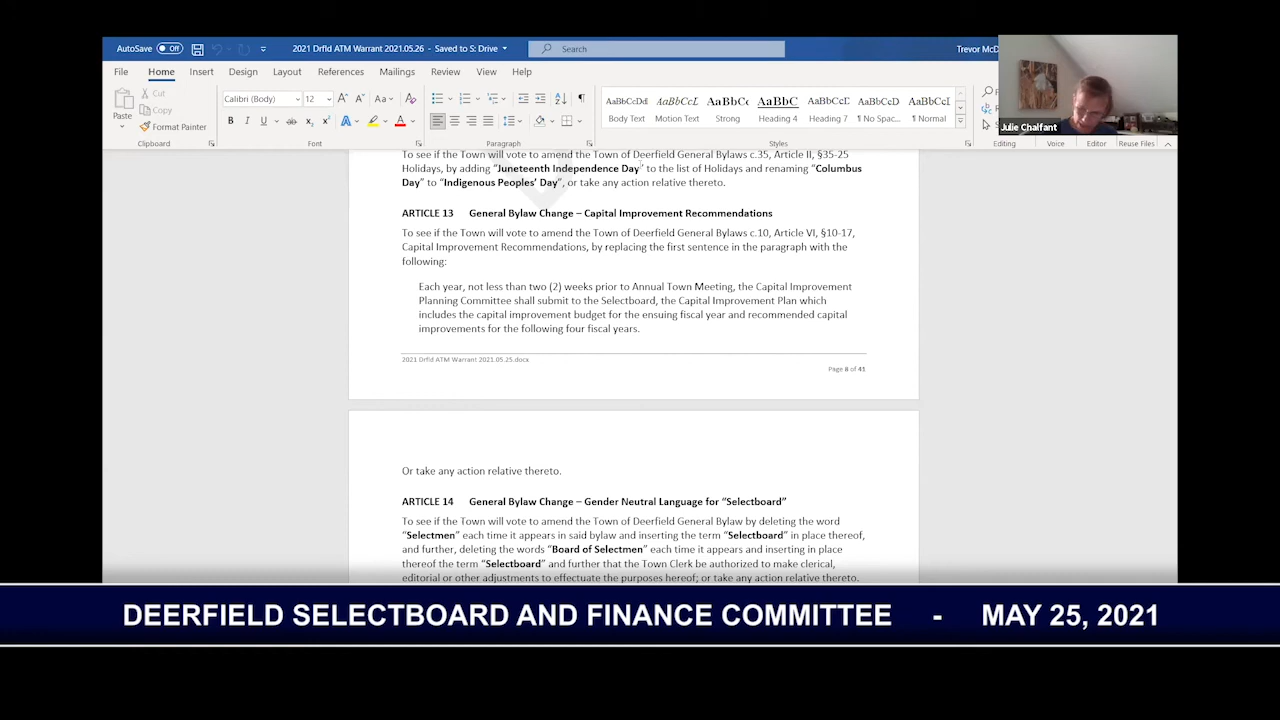 AutoSave Off 2021 Drfld ATM Warrant 2021.05.26 - Saved to S: Drive Search Trevor McD
File Home Insert Design Layout References Mailings Review View Help
Cut
Copy
Format Painter
Paste
Calibri (Body) 12
Clipboard Font Paragraph Styles Editing Voice Editor Reuse Files
AaBbCcDd AaBbCcL AaBbCc AaBbC AaBbCcD AaBbCcD AaBbCcI
Body Text Motion Text Strong Heading 4 Heading 7 ¶ No Spac... ¶ Normal
Julie Chalfant
To see if the Town will vote to amend the Town of Deerfield General Bylaws c.35, Article II, §35-25
Holidays, by adding “Juneteenth Independence Day” to the list of Holidays and renaming “Columbus
Day” to “Indigenous Peoples’ Day”, or take any action relative thereto.
ARTICLE 13 General Bylaw Change – Capital Improvement Recommendations
To see if the Town will vote to amend the Town of Deerfield General Bylaws c.10, Article VI, §10-17,
Capital Improvement Recommendations, by replacing the first sentence in the paragraph with the
following:
Each year, not less than two (2) weeks prior to Annual Town Meeting, the Capital Improvement
Planning Committee shall submit to the Selectboard, the Capital Improvement Plan which
includes the capital improvement budget for the ensuing fiscal year and recommended capital
improvements for the following four fiscal years.
2021 Drfld ATM Warrant 2021.05.25.docx
Page 8 of 41
Or take any action relative thereto.
ARTICLE 14 General Bylaw Change – Gender Neutral Language for “Selectboard”
To see if the Town will vote to amend the Town of Deerfield General Bylaw by deleting the word
“Selectmen” each time it appears in said bylaw and inserting the term “Selectboard” in place thereof,
and further, deleting the words “Board of Selectmen” each time it appears and inserting in place
thereof the term “Selectboard” and further that the Town Clerk be authorized to make clerical,
editorial or other adjustments to effectuate the purposes hereof; or take any action relative thereto.
DEERFIELD SELECTBOARD AND FINANCE COMMITTEE - MAY 25, 2021